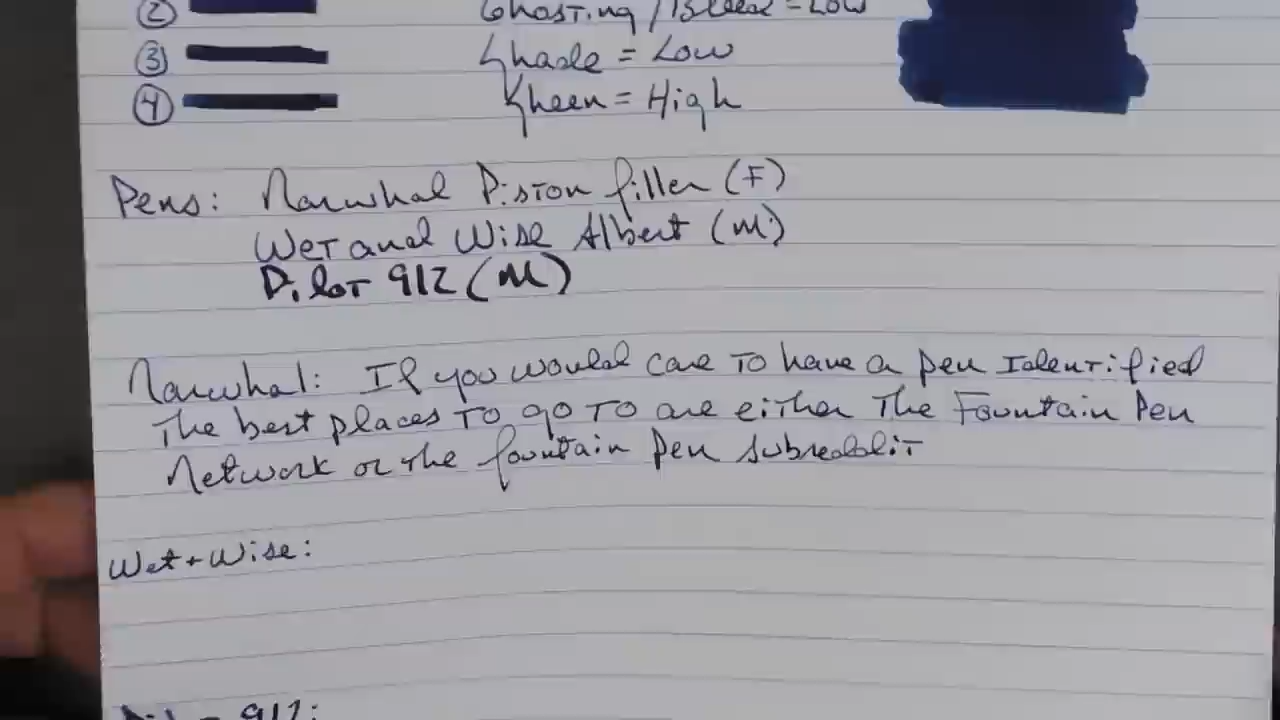 ② Ghosting / Bleed = Low
③ Shade = Low
④ Sheen = High
Pens: Narwhal Piston filler (F)
Wet and Wise Albert (M)
Pilot 912 (M)
Narwhal: If you would care to have a pen Identified
The best places to go to are either The Fountain Pen
Network or the fountain pen subreddit
Wet + Wise:
Pilot 912: